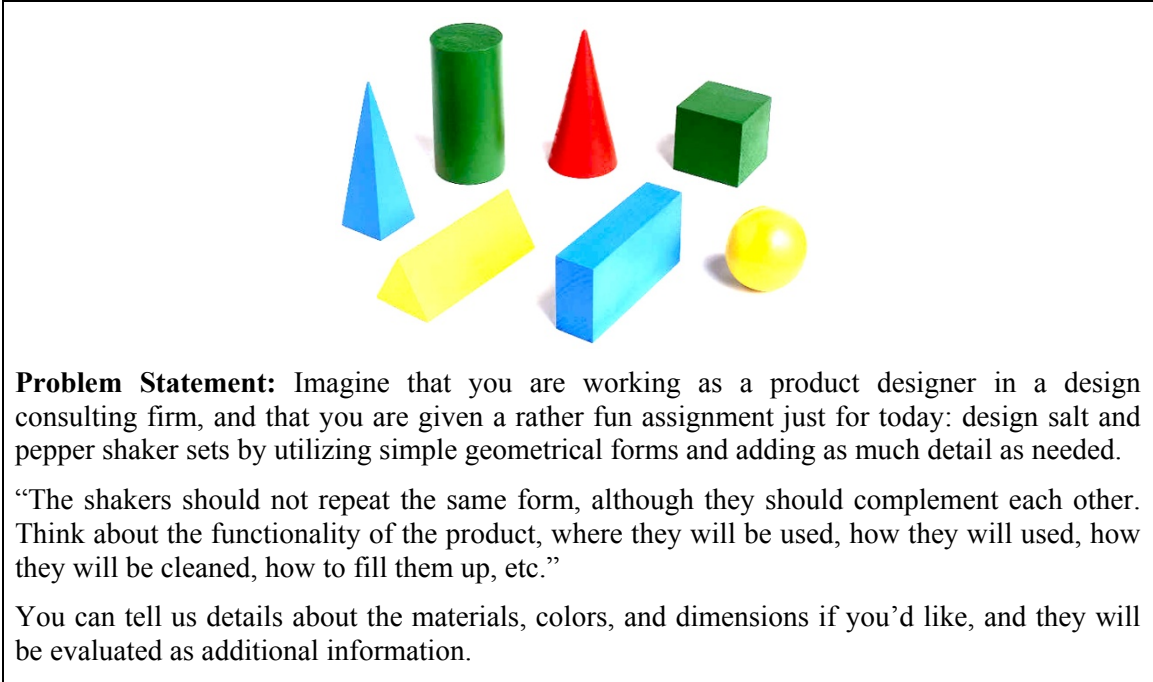 Problem Statement: Imagine that you are working as a product designer in a design
consulting firm, and that you are given a rather fun assignment just for today: design salt and
pepper shaker sets by utilizing simple geometrical forms and adding as much detail as needed.
“The shakers should not repeat the same form, although they should complement each other.
Think about the functionality of the product, where they will be used, how they will used, how
they will be cleaned, how to fill them up, etc.”
You can tell us details about the materials, colors, and dimensions if you’d like, and they will
be evaluated as additional information.